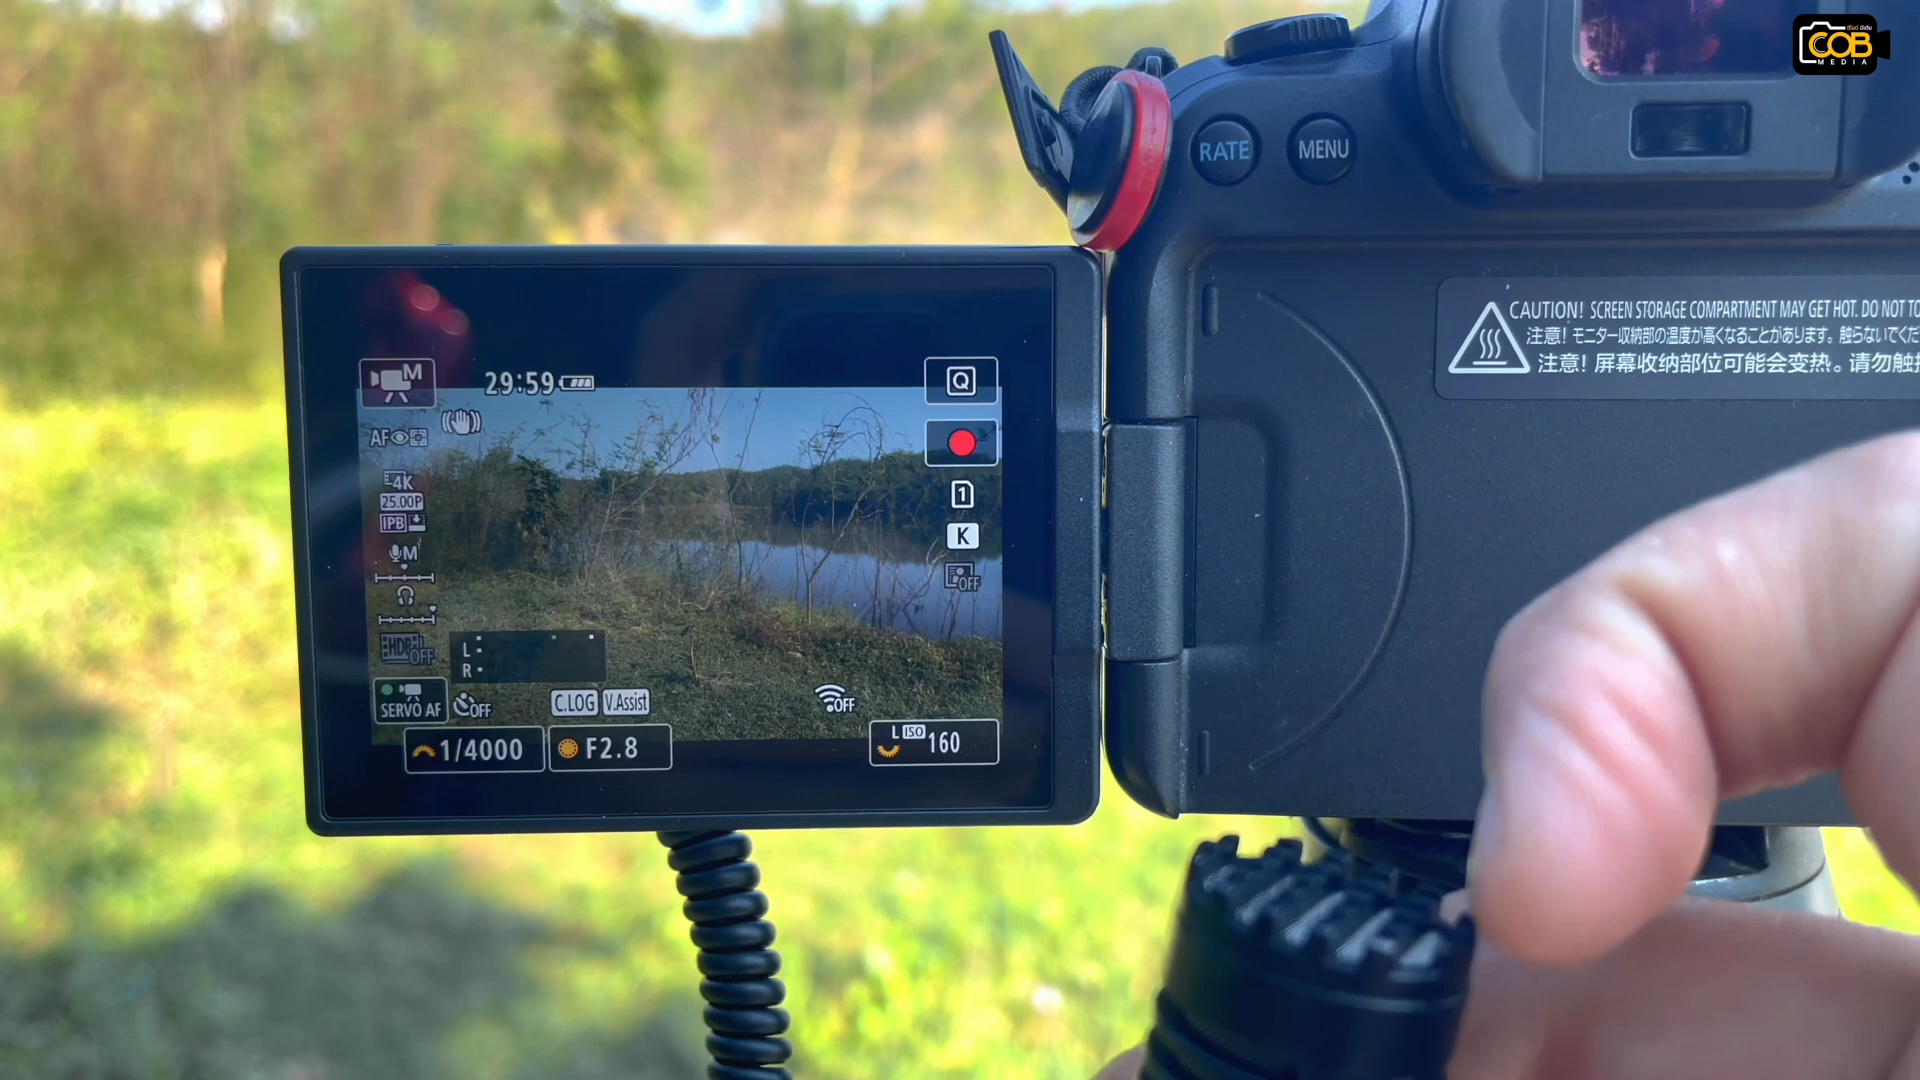 COB
MEDIA
RATE
MENU
CAUTION! SCREEN STORAGE COMPARTMENT MAY GET HOT. DO NOT
注意! モニター収納部の温度が高くなることがあります。触らないでくだ
注意! 屏幕收纳部位可能会变热。请勿触
M
29:59
Q
AF
4K
25.00P
IPB
M
HDR OFF
1
K
OFF
L
R
SERVO AF
OFF
C.LOG
V.Assist
OFF
1/4000
F2.8
L ISO 160